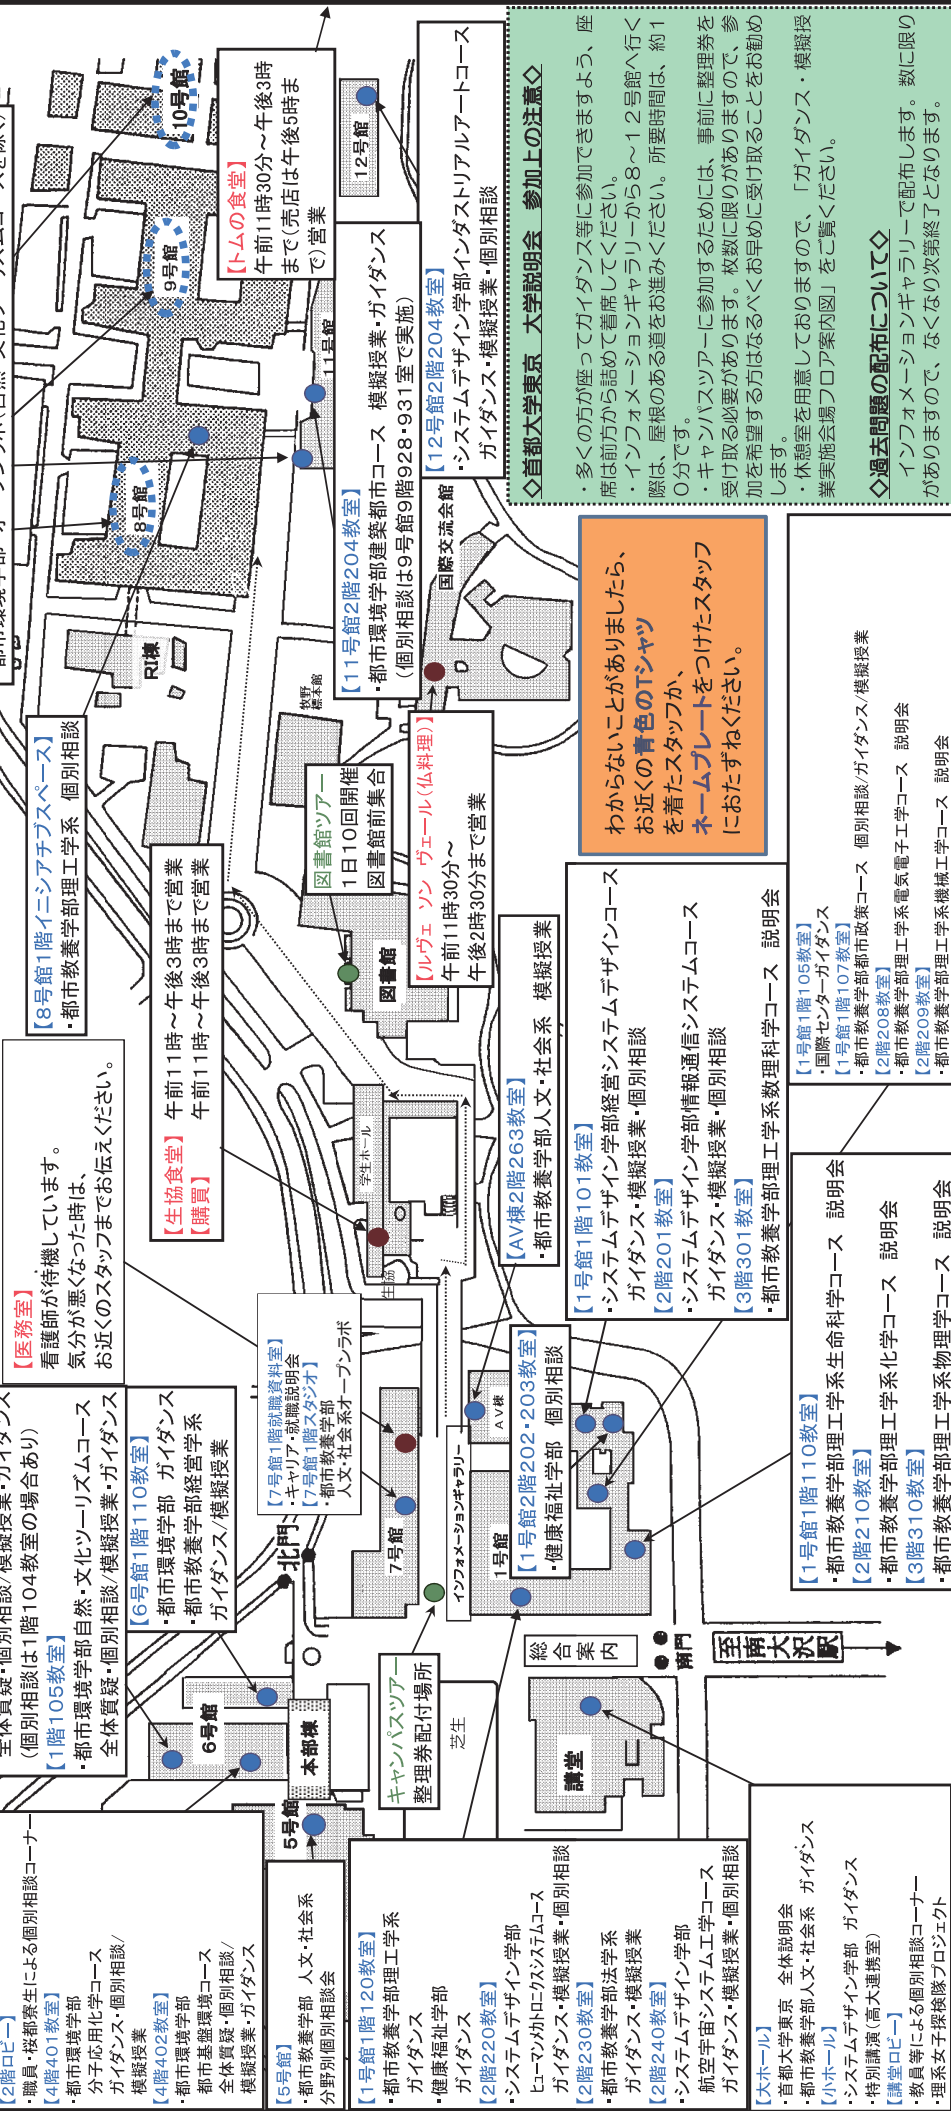 【2階ロビー】
・職員・桜都寮生による個別相談コーナー
【4階401教室】
・都市環境学部
分子応用化学コース
ガイダンス・個別相談/
模擬授業
【4階402教室】
・都市環境学部
都市基盤環境コース
全体質疑・個別相談/
模擬授業・ガイダンス
【5号館】
・都市教養学部 人文・社会系
分野別個別相談会
【1号館1階120教室】
・都市教養学部理工学系
ガイダンス
・健康福祉学部
ガイダンス
【2階220教室】
・システムデザイン学部
ヒューマンメカトロニクスシステムコース
ガイダンス・模擬授業・個別相談
【2階230教室】
・都市教養学部法学系
ガイダンス・模擬授業
【2階240教室】
・システムデザイン学部
航空宇宙システム工学コース
ガイダンス・模擬授業・個別相談
【大ホール】
・首都大学東京 全体説明会
・都市教養学部人文・社会系 ガイダンス
【小ホール】
・システムデザイン学部 ガイダンス
・特別講演(高大連携室)
【講堂ロビー】
・教員等による個別相談コーナー
・理系女子探検隊プロジェクト
全体質疑・個別相談/模擬授業・ガイダンス
(個別相談は1階104教室の場合あり)
【1階105教室】
・都市環境学部自然・文化ツーリズムコース
全体質疑・個別相談/模擬授業・ガイダンス
【6号館1階110教室】
・都市環境学部 ガイダンス
・都市教養学部経営学系
ガイダンス/模擬授業
6号館
本部棟
5号館
キャンパスツアー
整理券配付場所
芝生
講堂
総合案内
南門
至南大沢駅
北門
【7号館1階就職資料室】
・キャリア・就職説明会
【7号館1階スタジオ】
・都市教養学部
人文・社会系オープンラボ
7号館
インフォメーションギャラリー
1号館
AV棟
【1号館2階202・203教室】
・健康福祉学部 個別相談
【1号館1階110教室】
・都市教養学部理工学系生命科学コース 説明会
【2階210教室】
・都市教養学部理工学系化学コース 説明会
【3階310教室】
・都市教養学部理工学系物理学コース 説明会
【医務室】
看護師が待機しています。
気分が悪くなった時は、
お近くのスタッフまでお伝えください。
【生協食堂】 午前11時～午後3時まで営業
【購買】 午前11時～午後3時まで営業
生協
学生ホール
【AV棟2階263教室】
・都市教養学部人文・社会系 模擬授業
【1号館1階101教室】
・システムデザイン学部経営システムデザインコース
ガイダンス・模擬授業・個別相談
【2階201教室】
・システムデザイン学部情報通信システムコース
ガイダンス・模擬授業・個別相談
【3階301教室】
・都市教養学部理工学系数理科学コース 説明会
【1号館1階105教室】
・国際センターガイダンス
【1号館1階107教室】
・都市教養学部都市政策コース 個別相談/ガイダンス/模擬授業
【2階208教室】
・都市教養学部理工学系電気電子工学コース 説明会
【2階209教室】
・都市教養学部理工学系機械工学コース 説明会
【8号館1階イニシアチブスペース】
・都市教養学部理工学系 個別相談
図書館ツアー
1日10回開催
図書館前集合
図書館
【ルヴェ ソン ヴェール(仏料理)】
午前11時30分～
午後2時30分まで営業
牧野標本館
RI棟
国際交流会館
わからないことがありましたら、
お近くの青色のTシャツ
を着たスタッフか、
ネームプレートをつけたスタッフ
におたずねください。
8号館
9号館
10号館
11号館
12号館
【トムの食堂】
午前11時30分～午後3時
まで(売店は午後5時ま
で)営業
【11号館2階204教室】
・都市環境学部建築都市コース 模擬授業・ガイダンス
(個別相談は9号館9階928・931室で実施)
【12号館2階204教室】
・システムデザイン学部インダストリアルアートコース
ガイダンス・模擬授業・個別相談
◇首都大学東京 大学説明会 参加上の注意◇
・多くの方が座ってガイダンス等に参加できますよう、座
席は前方から詰めて着席してください。
・インフォメーションギャラリーから8～12号館へ行く
際は、屋根のある道をお進みください。所要時間は、約1
0分です。
・キャンパスツアーに参加するためには、事前に整理券を
受け取る必要があります。枚数に限りがありますので、参
加を希望する方はなるべくお早めに受け取ることをお勧め
します。
・休憩室を用意しておりますので、「ガイダンス・模擬授
業実施会場フロア案内図」をご覧ください。
◇過去問題の配布について◇
インフォメーションギャラリーで配布します。数に限り
がありますので、なくなり次第終了となります。